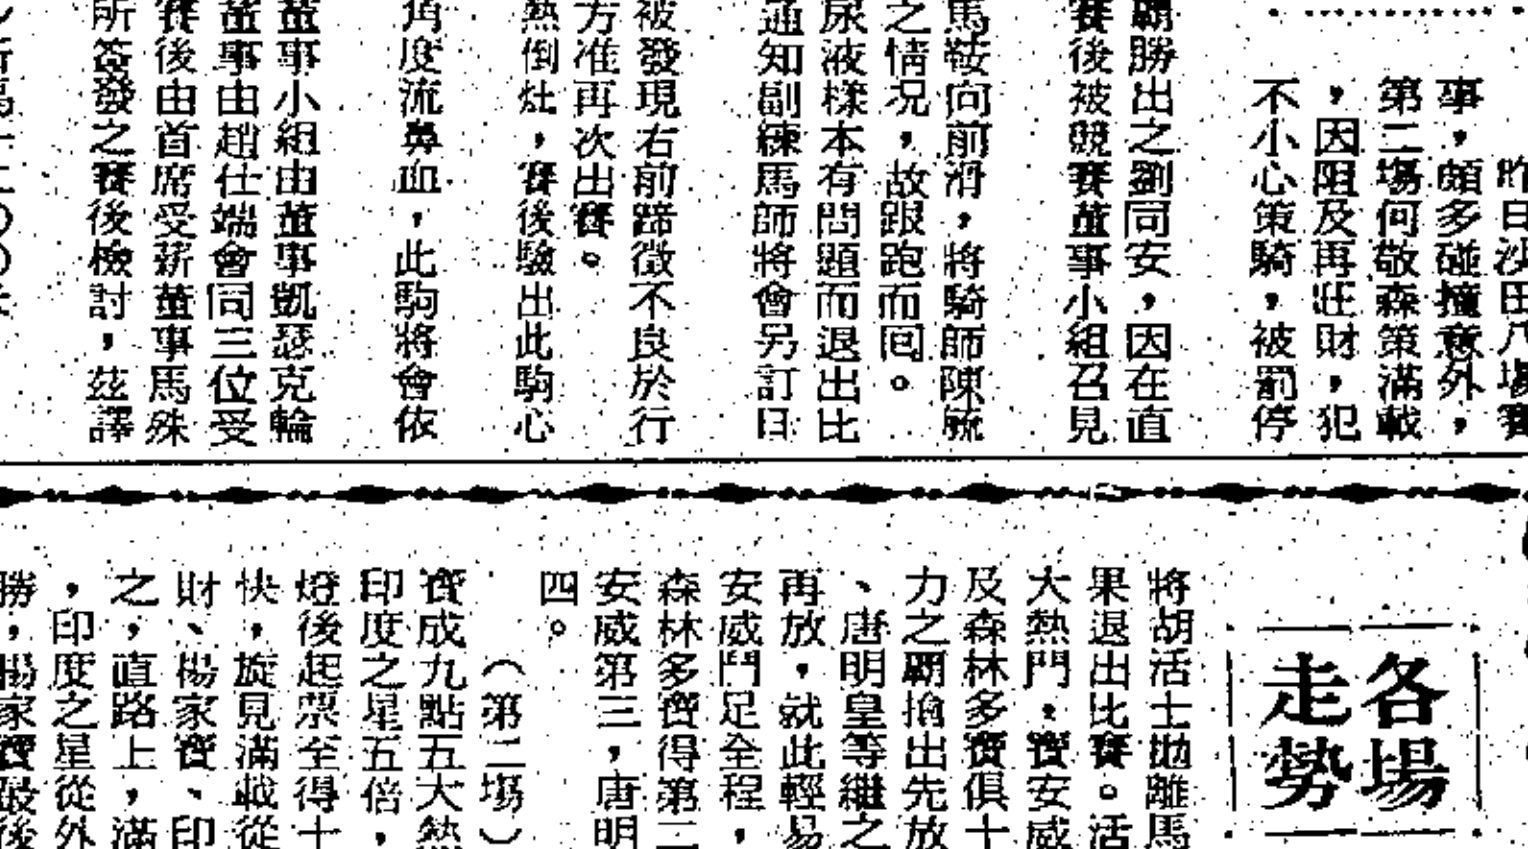 昨日沙田八場賽
事，頗多碰撞意外，
第二場何敬森策滿載
，因阻及再旺財，犯
不小心策騎，被罰停
霸勝出之劉同安，因在直
賽後被競賽董事小組召見
馬鞍向前滑，將騎師陳毓
之情況，故跟跑而囘。
尿液樣本有問題而退出比
通知副練馬師將會另訂日
被發現右前蹄徵不良於行
方准再次出賽。
熱倒灶，賽後驗出此駒心
角度流鼻血，此駒將會依
董事小組由董事凱瑟克輪
董事由趙仕端會同三位受
賽後由首席受薪董事馬殊
所簽發之賽後檢討，茲譯
各場
走勢
將胡活士拋離馬
果退出比賽。活
大熱門，寶安威
及森林多寶俱十
力之霸搶出先放
、唐明皇等繼之
再放，就此輕易
安威鬥足全程，
森林多寶得第二
安威第三，唐明
四。
（第二場）
寶成九點五大熱
印度之星五倍，
燈後起票全得十
快，旋見滿載從
財、楊家寶、印
之，直路上，滿
，印度之星從外
勝，楊家寶最後